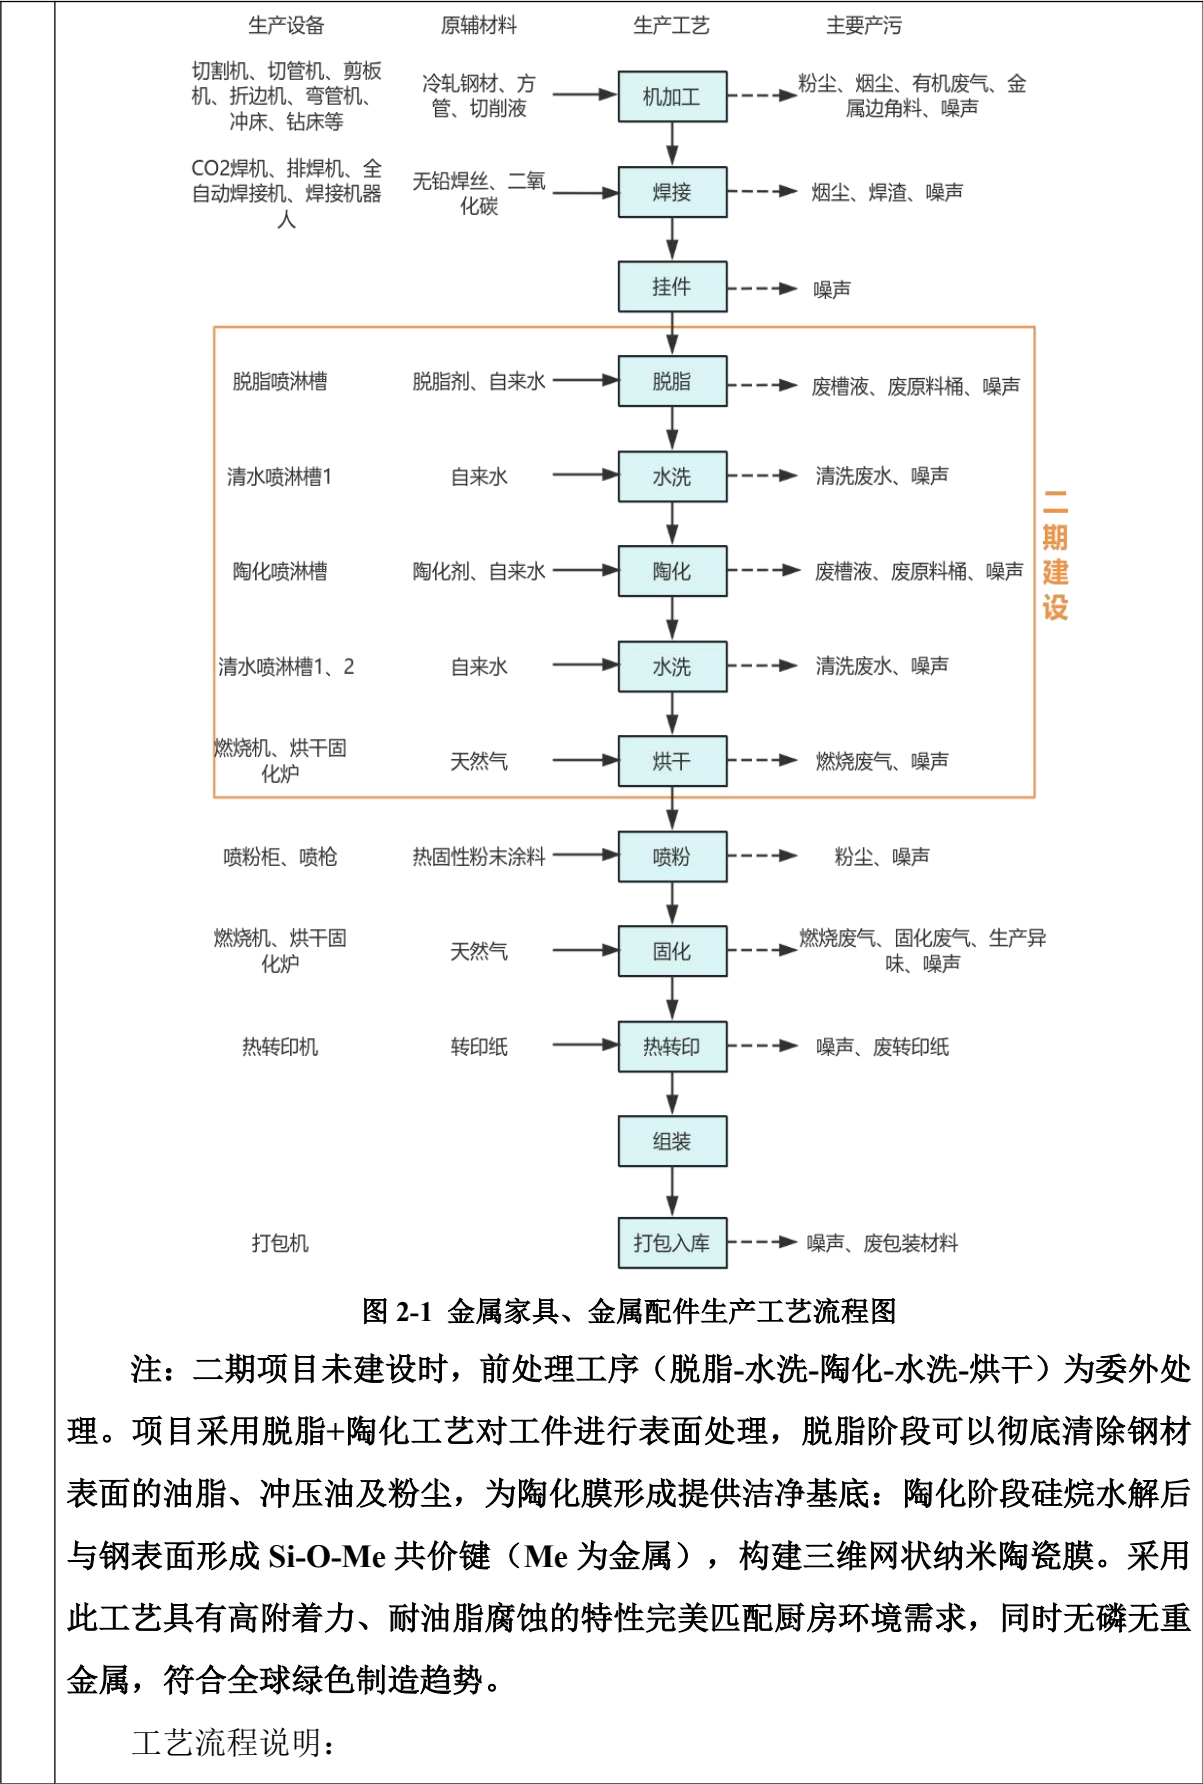 生产设备 原辅材料 生产工艺 主要产污
切割机、切管机、剪板
机、折边机、弯管机、
冲床、钻床等
冷轧钢材、方
管、切削液
机加工
粉尘、烟尘、有机废气、金
属边角料、噪声
CO2焊机、排焊机、全
自动焊接机、焊接机器
人
无铅焊丝、二氧
化碳
焊接
烟尘、焊渣、噪声
挂件
噪声
脱脂喷淋槽 脱脂剂、自来水 脱脂 废槽液、废原料桶、噪声
清水喷淋槽1 自来水 水洗 清洗废水、噪声
二期建设
陶化喷淋槽 陶化剂、自来水 陶化 废槽液、废原料桶、噪声
清水喷淋槽1、2 自来水 水洗 清洗废水、噪声
燃烧机、烘干固
化炉
天然气
烘干
燃烧废气、噪声
喷粉柜、喷枪 热固性粉末涂料 喷粉 粉尘、噪声
燃烧机、烘干固
化炉
天然气
固化
燃烧废气、固化废气、生产异
味、噪声
热转印机 转印纸 热转印 噪声、废转印纸
组装
打包机 打包入库 噪声、废包装材料
图 2-1 金属家具、金属配件生产工艺流程图
注：二期项目未建设时，前处理工序（脱脂-水洗-陶化-水洗-烘干）为委外处
理。项目采用脱脂+陶化工艺对工件进行表面处理，脱脂阶段可以彻底清除钢材
表面的油脂、冲压油及粉尘，为陶化膜形成提供洁净基底：陶化阶段硅烷水解后
与钢表面形成 Si-O-Me 共价键（Me 为金属），构建三维网状纳米陶瓷膜。采用
此工艺具有高附着力、耐油脂腐蚀的特性完美匹配厨房环境需求，同时无磷无重
金属，符合全球绿色制造趋势。
工艺流程说明：